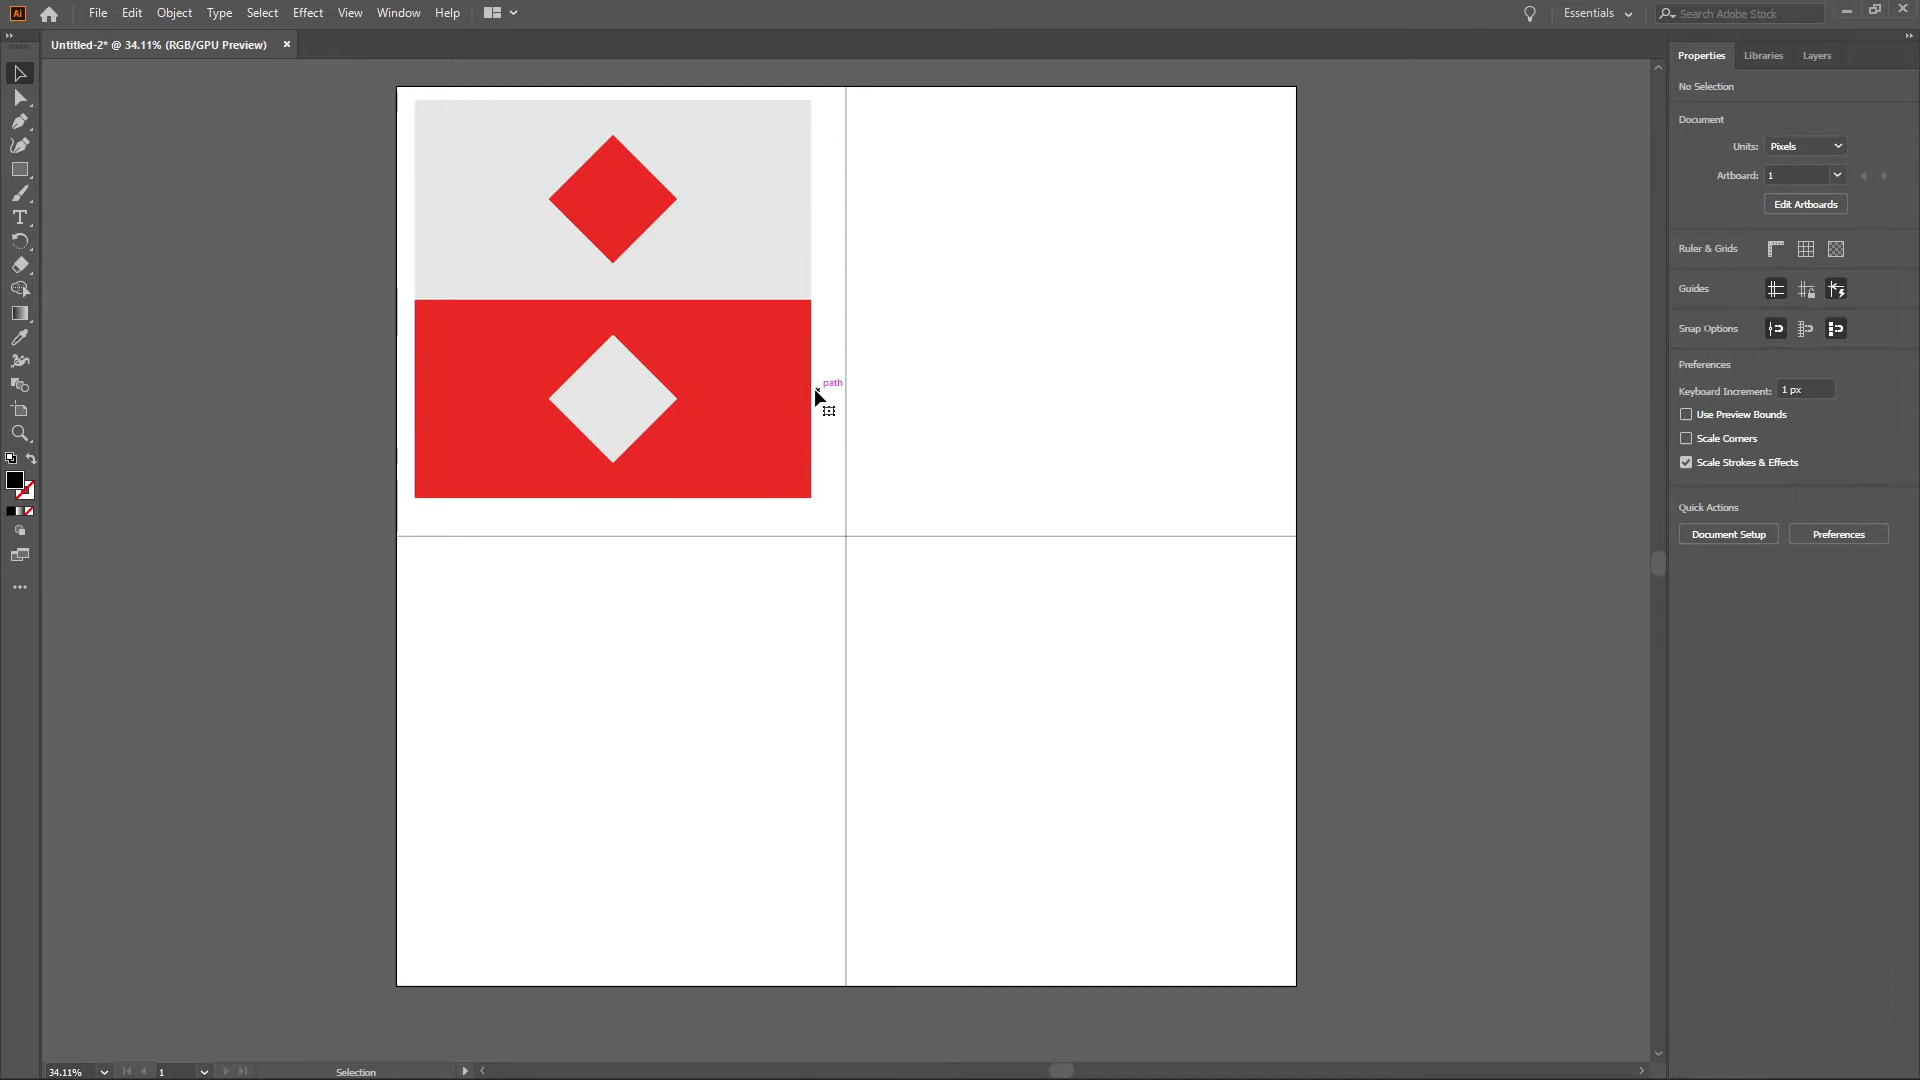 Ai File Edit Object Type Select Effect View Window Help Essentials Search Adobe Stock
Untitled-2* @ 34.11% (RGB/GPU Preview) ×
Properties Libraries Layers
No Selection
Document
Units: Pixels
Artboard: 1
Edit Artboards
Ruler & Grids
Guides
Snap Options
Preferences
path
Keyboard Increment: 1 px
Use Preview Bounds
Scale Corners
Scale Strokes & Effects
Quick Actions
Document Setup Preferences
34.11% 1 Selection